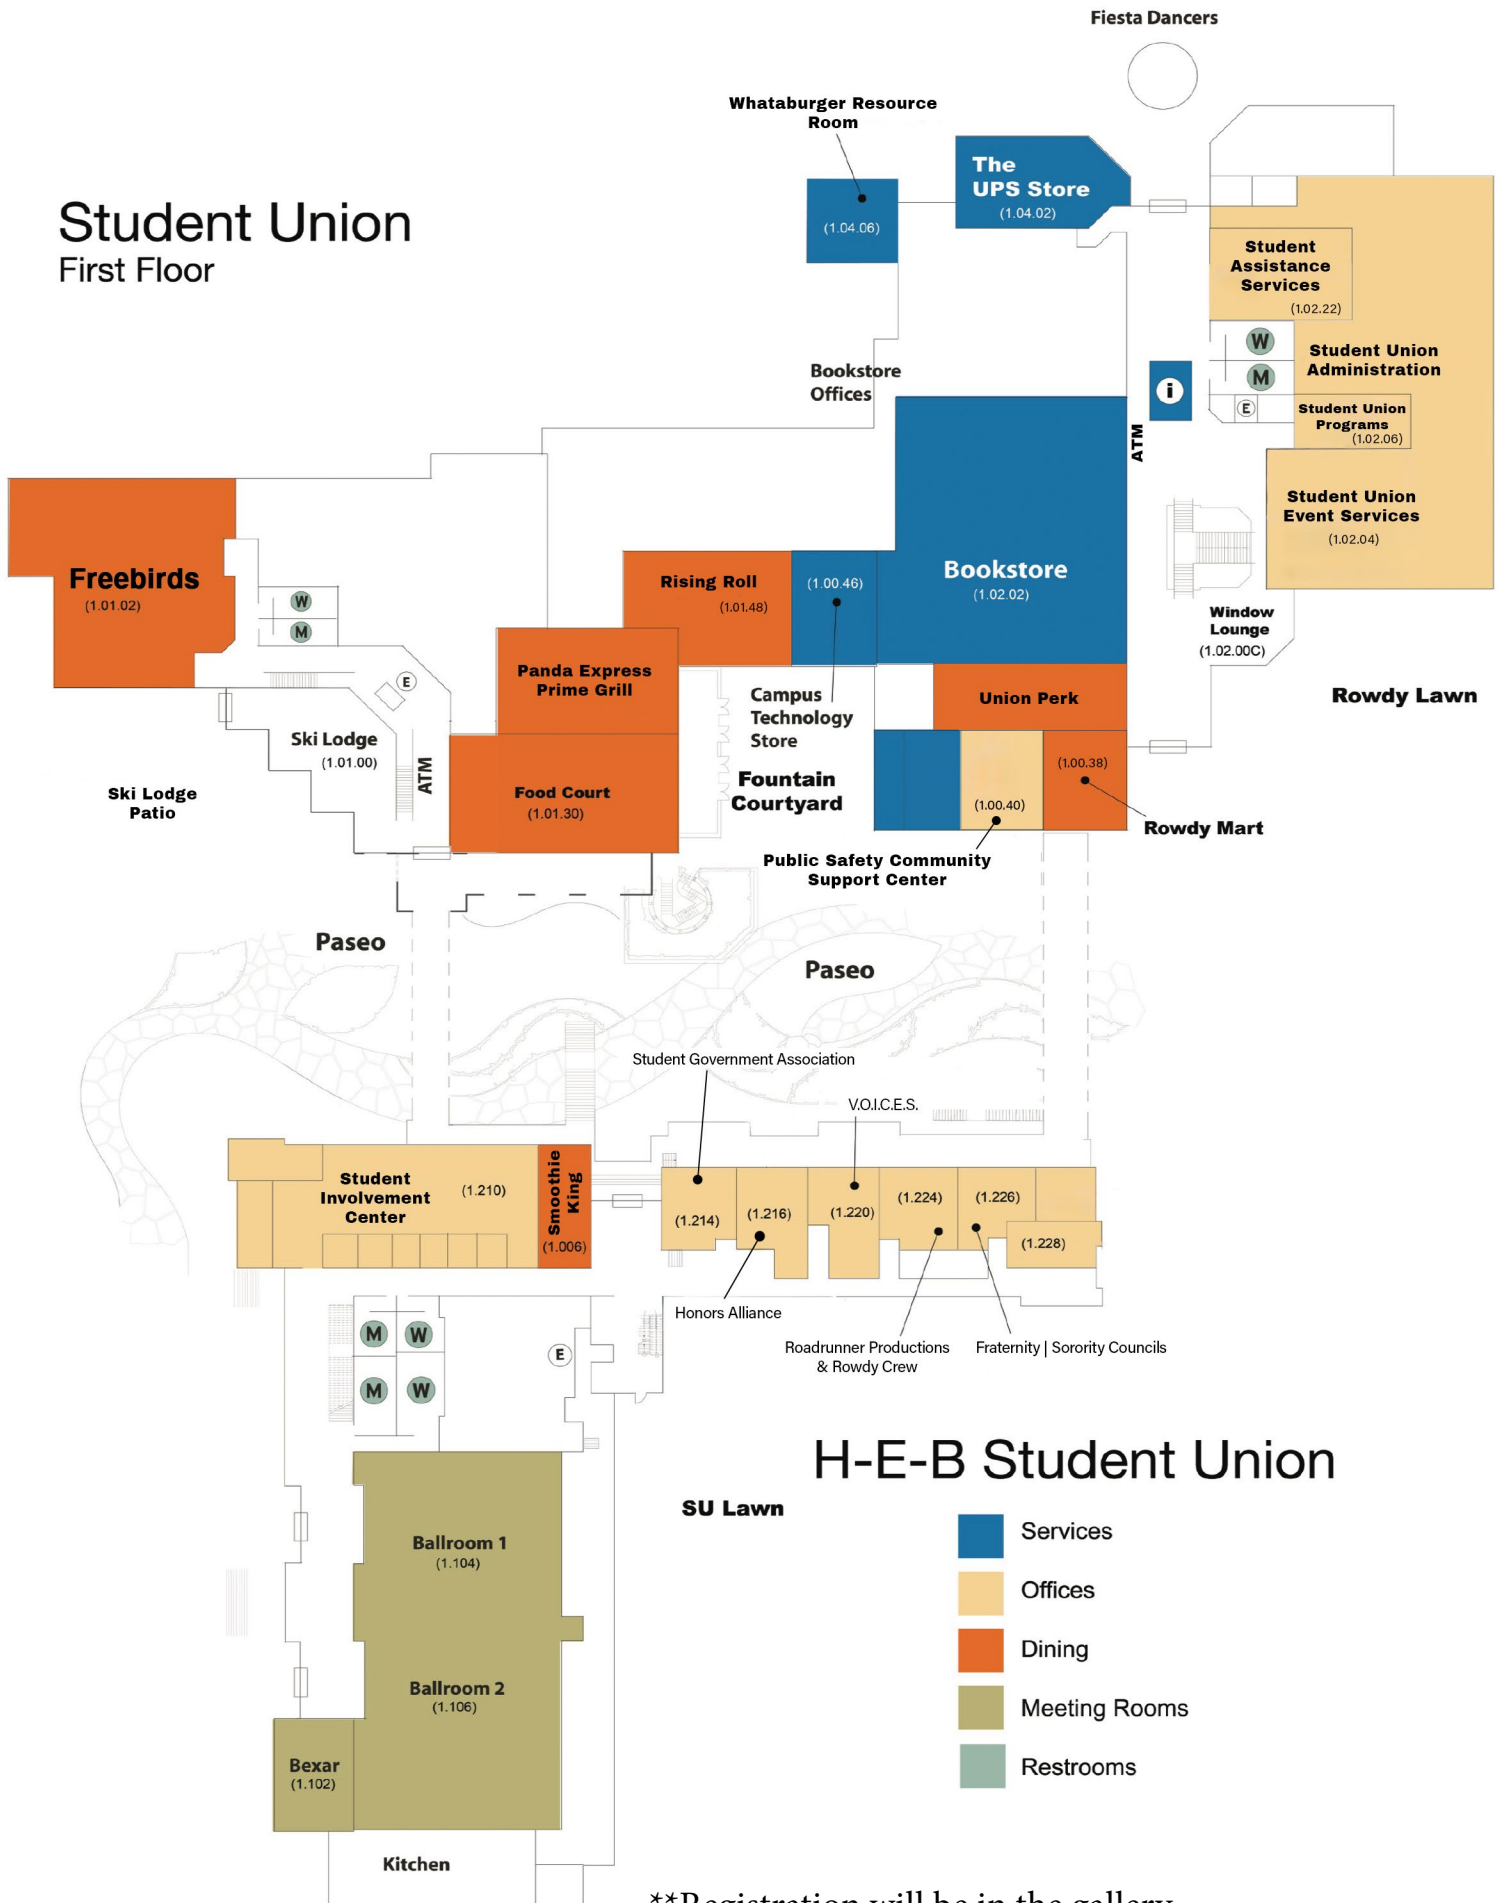 Fiesta Dancers
Whataburger Resource
Room
The
UPS Store
(1.04.02)
(1.04.06)
Student Union
First Floor
Student
Assistance
Services
(1.02.22)
W
M
E
Student Union
Administration
Bookstore
Offices
i
ATM
Student Union
Programs
(1.02.06)
Student Union
Event Services
(1.02.04)
Freebirds
(1.01.02)
W
M
E
Rising Roll
(1.01.48)
(1.00.46)
Bookstore
(1.02.02)
Window
Lounge
(1.02.00C)
Panda Express
Prime Grill
Campus
Technology
Store
Union Perk
Rowdy Lawn
Ski Lodge
(1.01.00)
ATM
Ski Lodge
Patio
Food Court
(1.01.30)
Fountain
Courtyard
(1.00.38)
(1.00.40)
Rowdy Mart
Public Safety Community
Support Center
Paseo
Paseo
Student Government Association
V.O.I.C.E.S.
Student
Involvement
Center
(1.210)
Smoothie
King
(1.006)
(1.214)
(1.216)
(1.220)
(1.224)
(1.226)
(1.228)
Honors Alliance
Roadrunner Productions
& Rowdy Crew
Fraternity | Sorority Councils
M
W
M
W
E
H-E-B Student Union
SU Lawn
Services
Offices
Dining
Meeting Rooms
Restrooms
Ballroom 1
(1.104)
Ballroom 2
(1.106)
Bexar
(1.102)
Kitchen
**Registration will be in the gallery